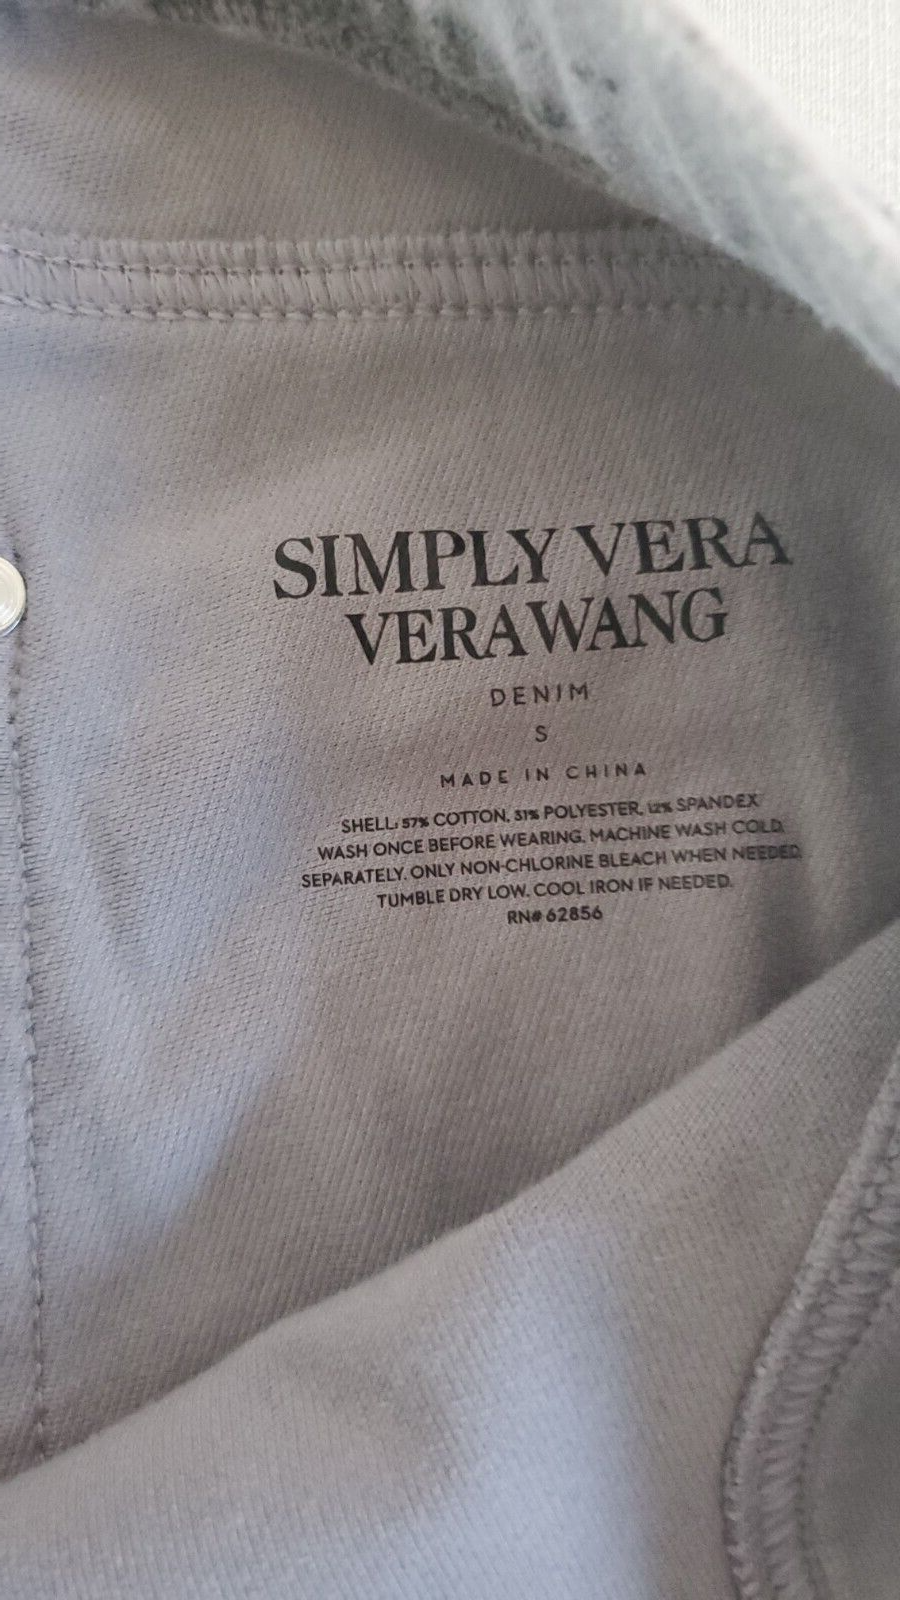 SIMPLY VERA
VERAWANG
DENIM
S
MADE IN CHINA
SHELL: 57% COTTON, 31% POLYESTER, 12% SPANDEX
WASH ONCE BEFORE WEARING. MACHINE WASH COLD
SEPARATELY. ONLY NON-CHLORINE BLEACH WHEN NEEDED.
TUMBLE DRY LOW. COOL IRON IF NEEDED.
RN# 62856